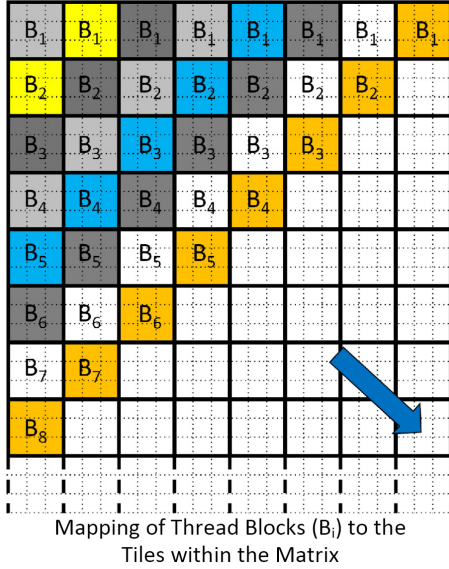 B1 B1 B1 B1 B1 B1 B1 B1
B2 B2 B2 B2 B2 B2 B2
B3 B3 B3 B3 B3 B3
B4 B4 B4 B4 B4
B5 B5 B5 B5
B6 B6 B6
B7 B7
B8
Mapping of Thread Blocks (Bi) to the
Tiles within the Matrix